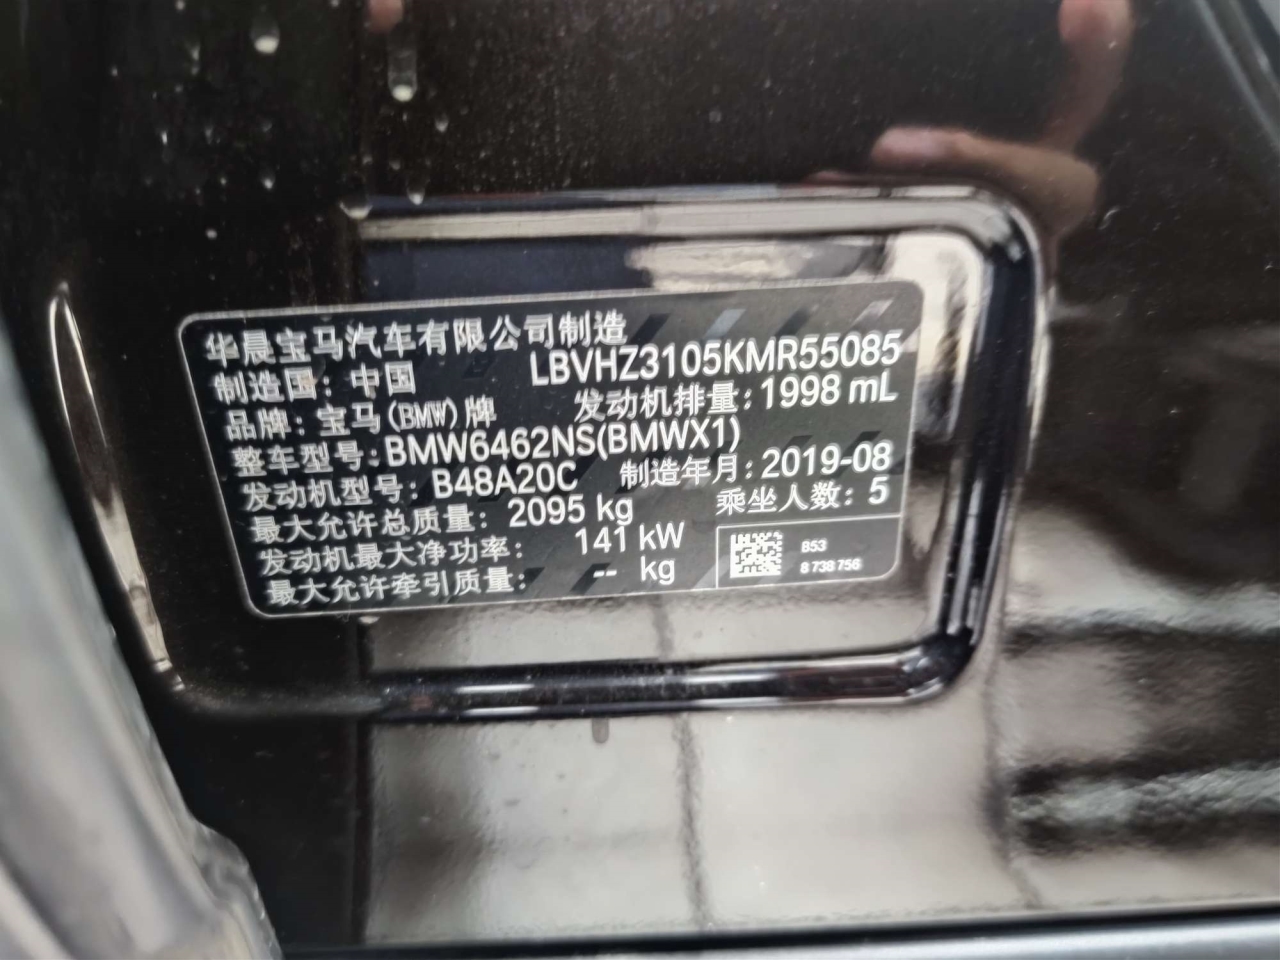 华晨宝马汽车有限公司制造
制造国：中国 LBVHZ3105KMR55085
品牌：宝马(BMW)牌 发动机排量：1998 mL
整车型号：BMW6462NS(BMWX1)
发动机型号：B48A20C 制造年月：2019-08
最大允许总质量：2095 kg 乘坐人数：5
发动机最大净功率：141 kW
最大允许牵引质量：-- kg
B53
8 738 756